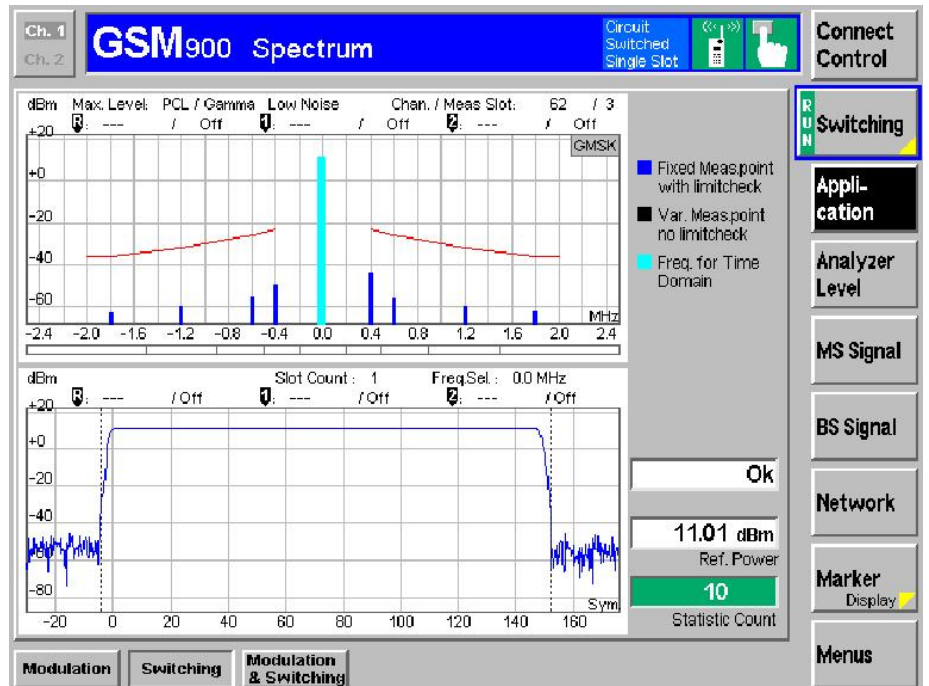 Ch. 1
Ch. 2
GSM900 Spectrum
Circuit
Switched
Single Slot
Connect
Control
dBm Max. Level: PCL / Gamma Low Noise Chan. / Meas Slot: 62 / 3
R: --- / Off 1: --- / Off 2: --- / Off
GMSK
+20
+0
-20
-40
-60
MHz
-2.4 -2.0 -1.6 -1.2 -0.8 -0.4 0.0 0.4 0.8 1.2 1.6 2.0 2.4
Fixed Meas.point
with limitcheck
Var. Meas.point
no limitcheck
Freq. for Time
Domain
dBm Slot Count : 1 Freq.Sel. : 0.0 MHz
R: --- / Off 1: --- / Off 2: --- / Off
+20
+0
-20
-40
-80
Sym.
-20 0 20 40 60 80 100 120 140 160
Ok
11.01 dBm
Ref. Power
10
Statistic Count
RUN
Switching
Appli-
cation
Analyzer
Level
MS Signal
BS Signal
Network
Marker
Display
Menus
Modulation
Switching
Modulation
& Switching